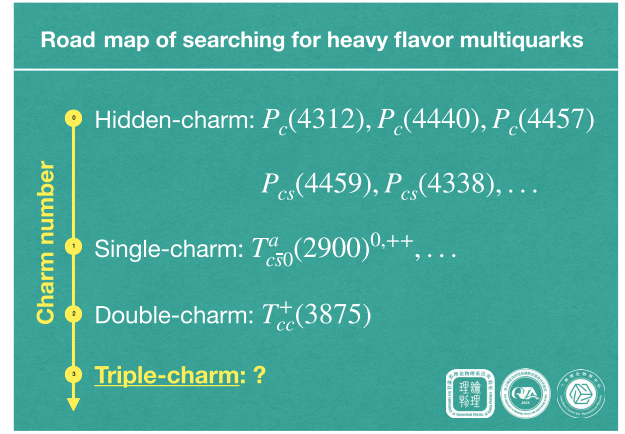 Road map of searching for heavy flavor multiquarks
Charm number
0
Hidden-charm: P_c(4312), P_c(4440), P_c(4457)
P_cs(4459), P_cs(4338), …
1
Single-charm: T^a_{cs̄0}(2900)^{0,++}, …
2
Double-charm: T^+_{cc}(3875)
3
Triple-charm: ?
理論
物理